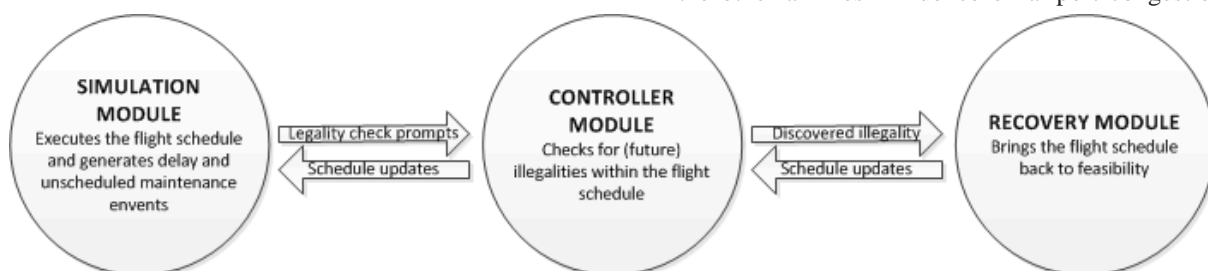 SIMULATION
MODULE
Executes the flight schedule
and generates delay and
unscheduled maintenance
envents
Legality check prompts
Schedule updates
CONTROLLER
MODULE
Checks for (future)
illegalities within the flight
schedule
Discovered illegality
Schedule updates
RECOVERY MODULE
Brings the flight schedule
back to feasibility